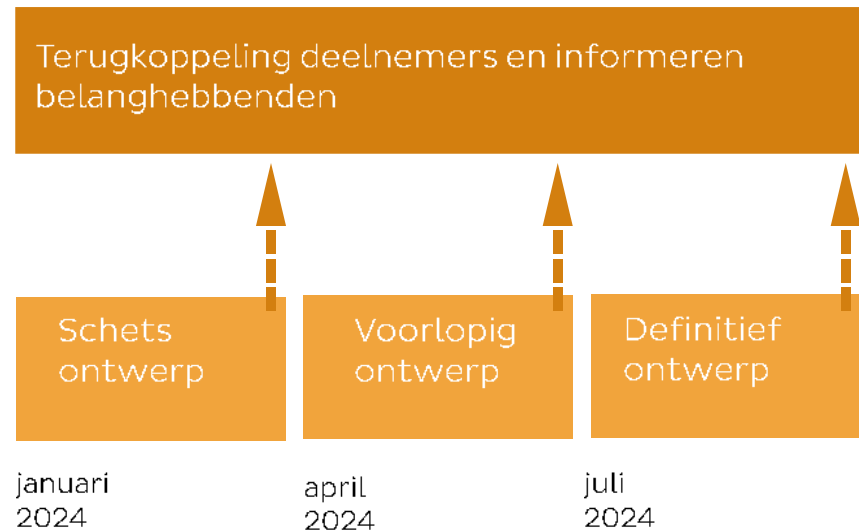 Terugkoppeling deelnemers en informeren
belanghebbenden
Schets
ontwerp
Voorlopig
ontwerp
Definitief
ontwerp
januari
2024
april
2024
juli
2024